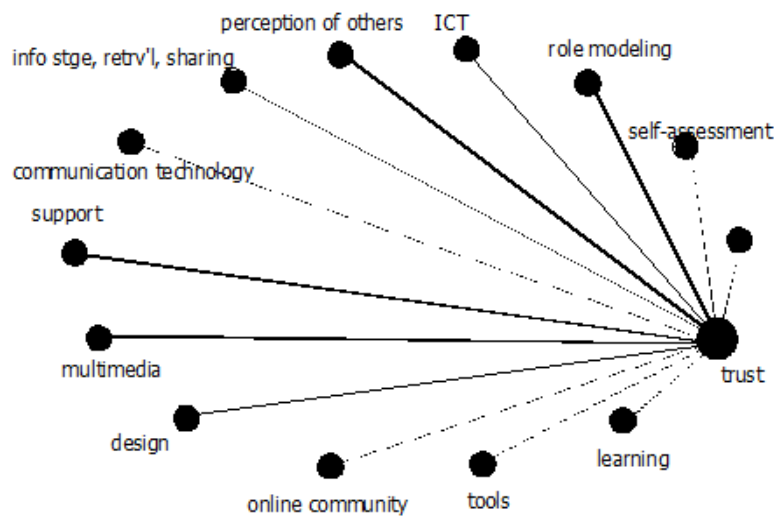 perception of others
ICT
role modeling
info stge, retrv'l, sharing
self-assessment
communication technology
support
multimedia
trust
design
learning
online community
tools